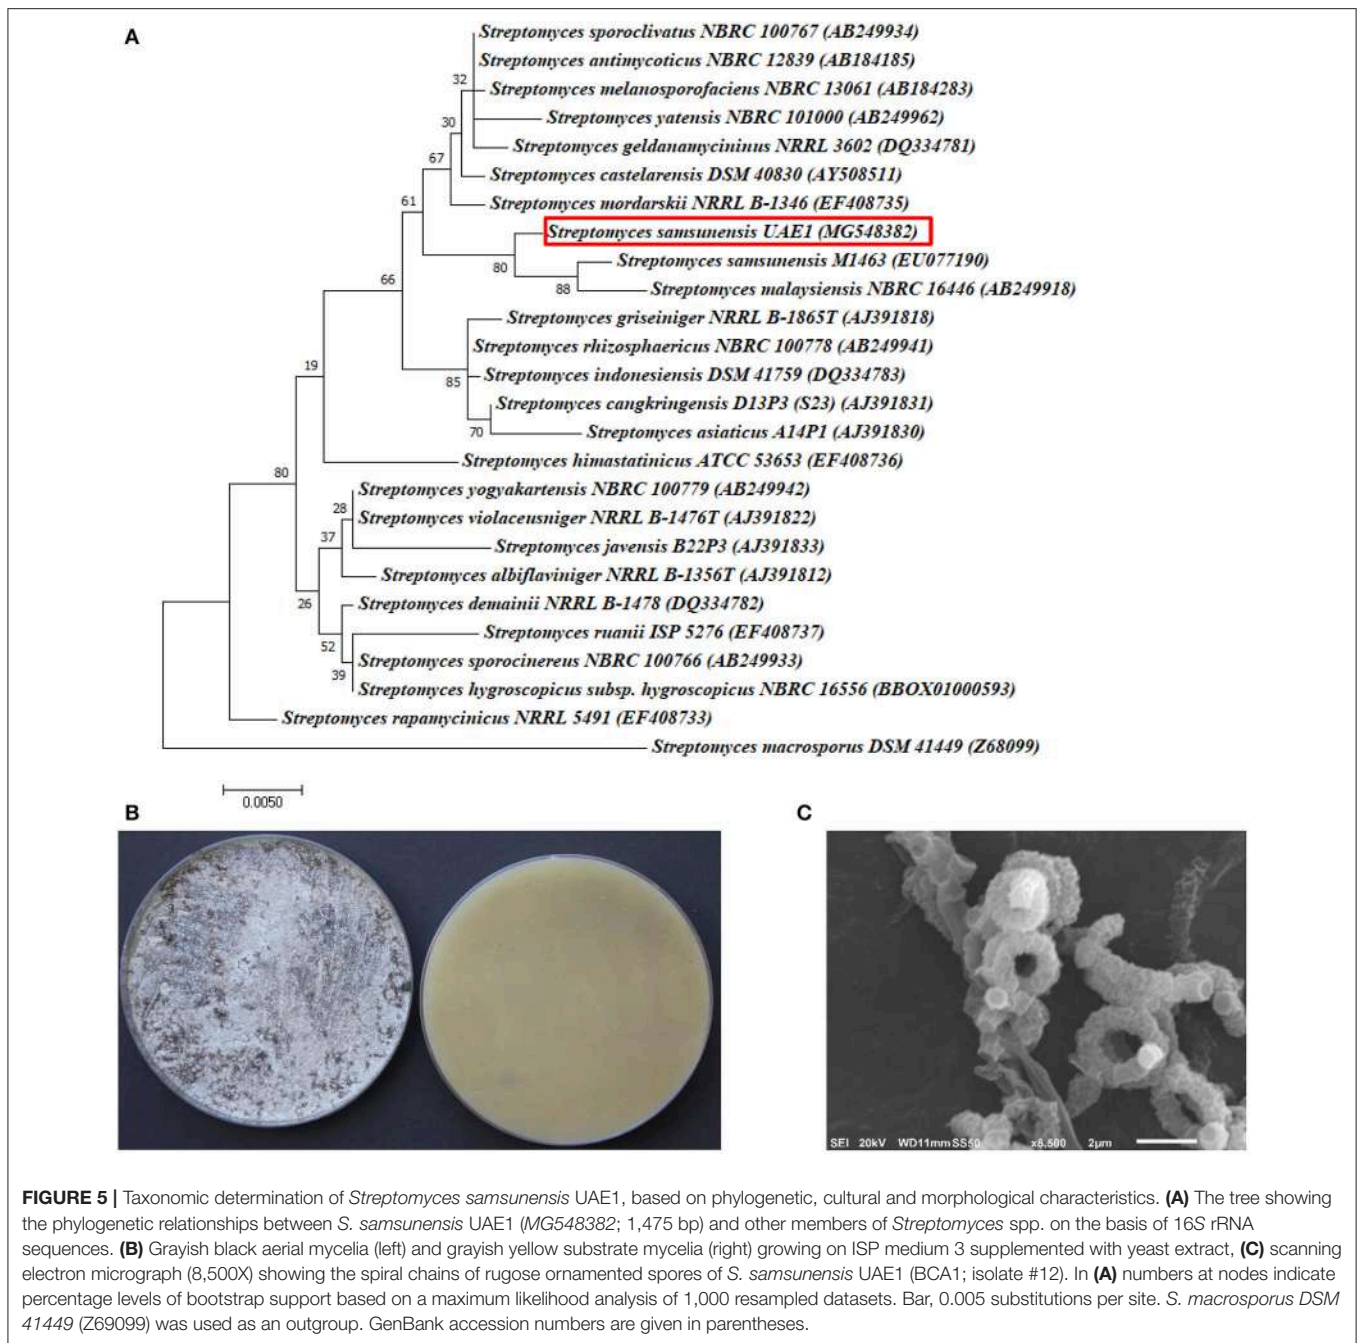 A
Streptomyces sporoclivatus NBRC 100767 (AB249934)
Streptomyces antimycoticus NBRC 12839 (AB184185)
32
Streptomyces melanosporofaciens NBRC 13061 (AB184283)
Streptomyces yatensis NBRC 101000 (AB249962)
30
Streptomyces geldanamycininus NRRL 3602 (DQ334781)
67
Streptomyces castelarensis DSM 40830 (AY508511)
61
Streptomyces mordarskii NRRL B-1346 (EF408735)
Streptomyces samsunensis UAE1 (MG548382)
80
Streptomyces samsunensis M1463 (EU077190)
66
88
Streptomyces malaysiensis NBRC 16446 (AB249918)
Streptomyces griseiniger NRRL B-1865T (AJ391818)
Streptomyces rhizosphaericus NBRC 100778 (AB249941)
19
85
Streptomyces indonesiensis DSM 41759 (DQ334783)
Streptomyces cangkringensis D13P3 (S23) (AJ391831)
70
Streptomyces asiaticus A14P1 (AJ391830)
Streptomyces himastatinicus ATCC 53653 (EF408736)
80
Streptomyces yogyakartensis NBRC 100779 (AB249942)
28
Streptomyces violaceusniger NRRL B-1476T (AJ391822)
37
Streptomyces javensis B22P3 (AJ391833)
Streptomyces albiflaviniger NRRL B-1356T (AJ391812)
26
Streptomyces demainii NRRL B-1478 (DQ334782)
Streptomyces ruanii ISP 5276 (EF408737)
52
Streptomyces sporocinereus NBRC 100766 (AB249933)
39
Streptomyces hygroscopicus subsp. hygroscopicus NBRC 16556 (BBOX01000593)
Streptomyces rapamycinicus NRRL 5491 (EF408733)
Streptomyces macrosporus DSM 41449 (Z68099)
0.0050
B
C
SEI 20kV WD11mm SS50 x8,500 2µm
FIGURE 5 | Taxonomic determination of Streptomyces samsunensis UAE1, based on phylogenetic, cultural and morphological characteristics. (A) The tree showing
the phylogenetic relationships between S. samsunensis UAE1 (MG548382; 1,475 bp) and other members of Streptomyces spp. on the basis of 16S rRNA
sequences. (B) Grayish black aerial mycelia (left) and grayish yellow substrate mycelia (right) growing on ISP medium 3 supplemented with yeast extract, (C) scanning
electron micrograph (8,500X) showing the spiral chains of rugose ornamented spores of S. samsunensis UAE1 (BCA1; isolate #12). In (A) numbers at nodes indicate
percentage levels of bootstrap support based on a maximum likelihood analysis of 1,000 resampled datasets. Bar, 0.005 substitutions per site. S. macrosporus DSM
41449 (Z69099) was used as an outgroup. GenBank accession numbers are given in parentheses.